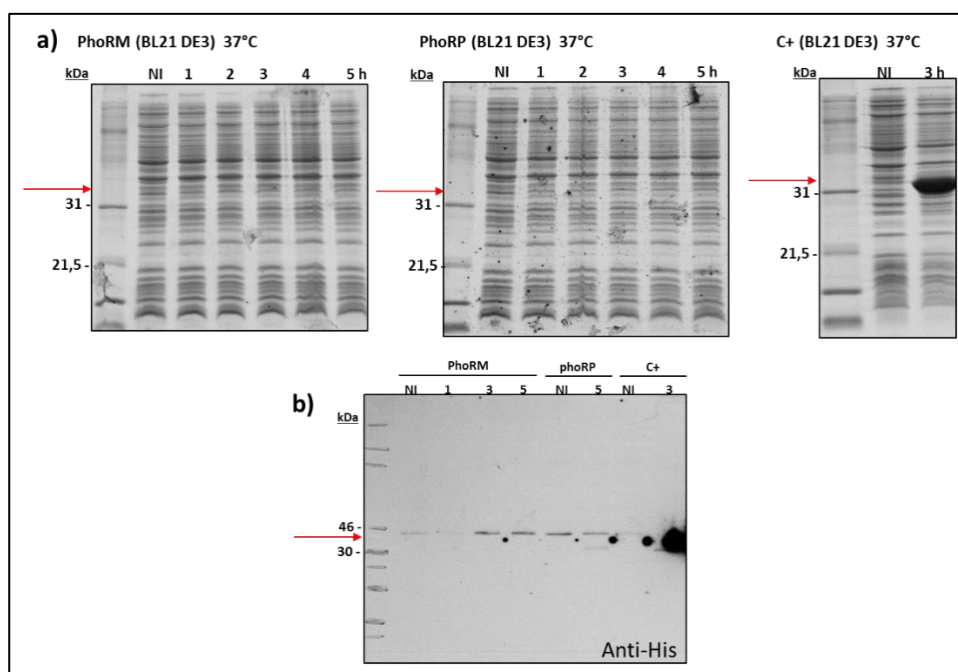 a)
PhoRM (BL21 DE3) 37°C
kDa NI 1 2 3 4 5 h
31 -
21,5 -
PhoRP (BL21 DE3) 37°C
kDa NI 1 2 3 4 5 h
31 -
21,5 -
C+ (BL21 DE3) 37°C
kDa NI 3 h
31 -
21,5 -
b)
PhoRM phoRP C+
kDa NI 1 3 5 NI 5 NI 3
46 -
30 -
Anti-His